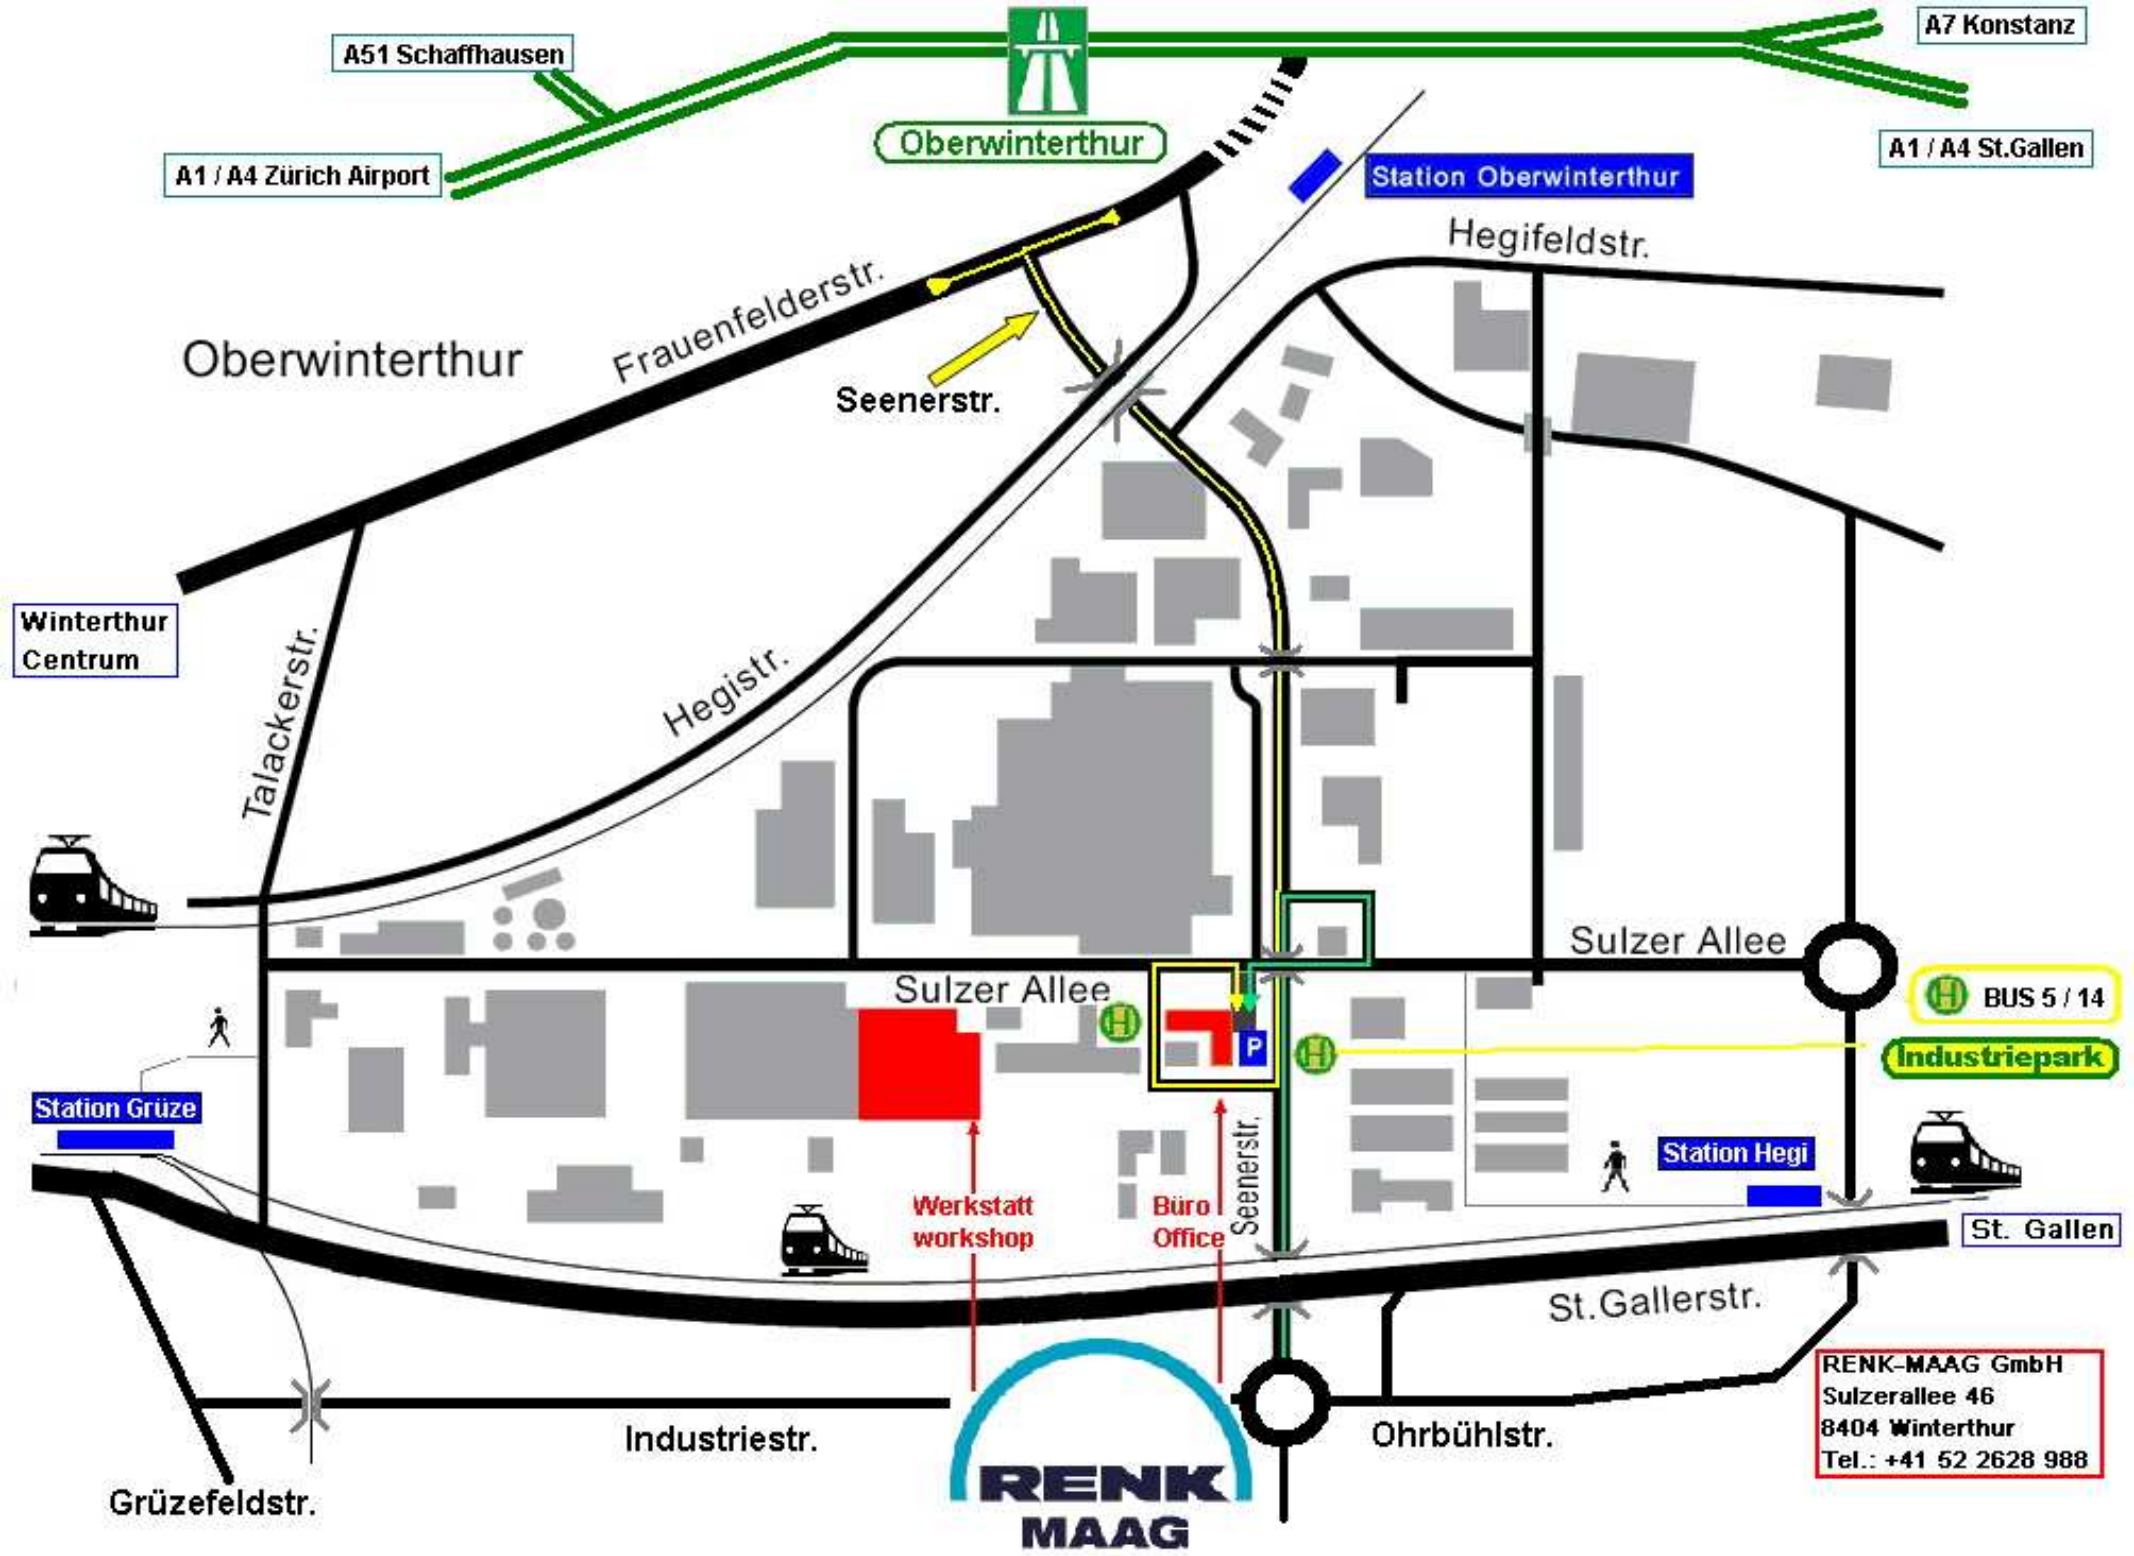 A7 Konstanz
A51 Schaffhausen
Oberwinterthur
A1 / A4 St.Gallen
A1 / A4 Zürich Airport
Station Oberwinterthur
Hegifeldstr.
Frauenfelderstr.
Oberwinterthur
Seenerstr.
Winterthur
Centrum
Talackerstr.
Hegistr.
Sulzer Allee
Sulzer Allee
H
BUS 5 / 14
H
H
P
Industriepark
Station Grüze
Station Hegi
Seenerstr.
Werkstatt
workshop
Büro
Office
St. Gallen
St.Gallerstr.
RENK-MAAG GmbH
Sulzerallee 46
8404 Winterthur
Tel.: +41 52 2628 988
Industriestr.
Ohrbühlstr.
Grüzefeldstr.
RENK
MAAG